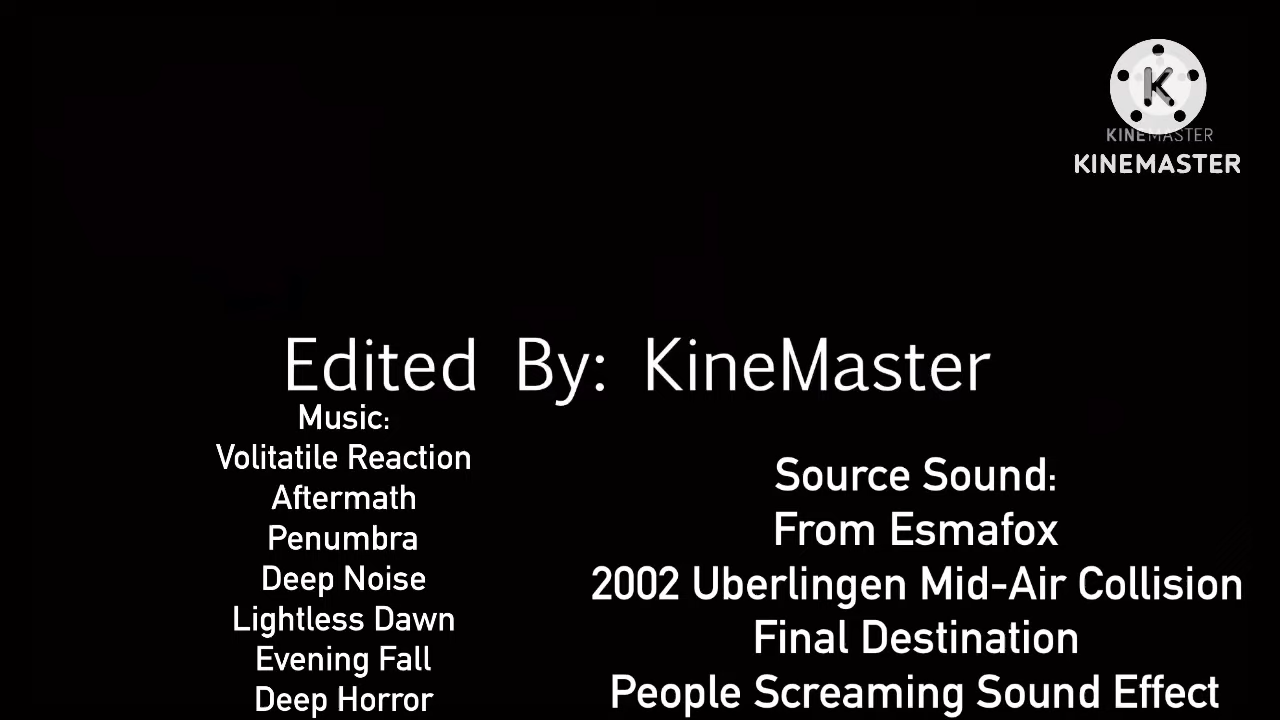 KINEMASTER
KINEMASTER
Edited By: KineMaster
Music:
Volitatile Reaction
Aftermath
Penumbra
Deep Noise
Lightless Dawn
Evening Fall
Deep Horror
Source Sound:
From Esmafox
2002 Uberlingen Mid-Air Collision
Final Destination
People Screaming Sound Effect